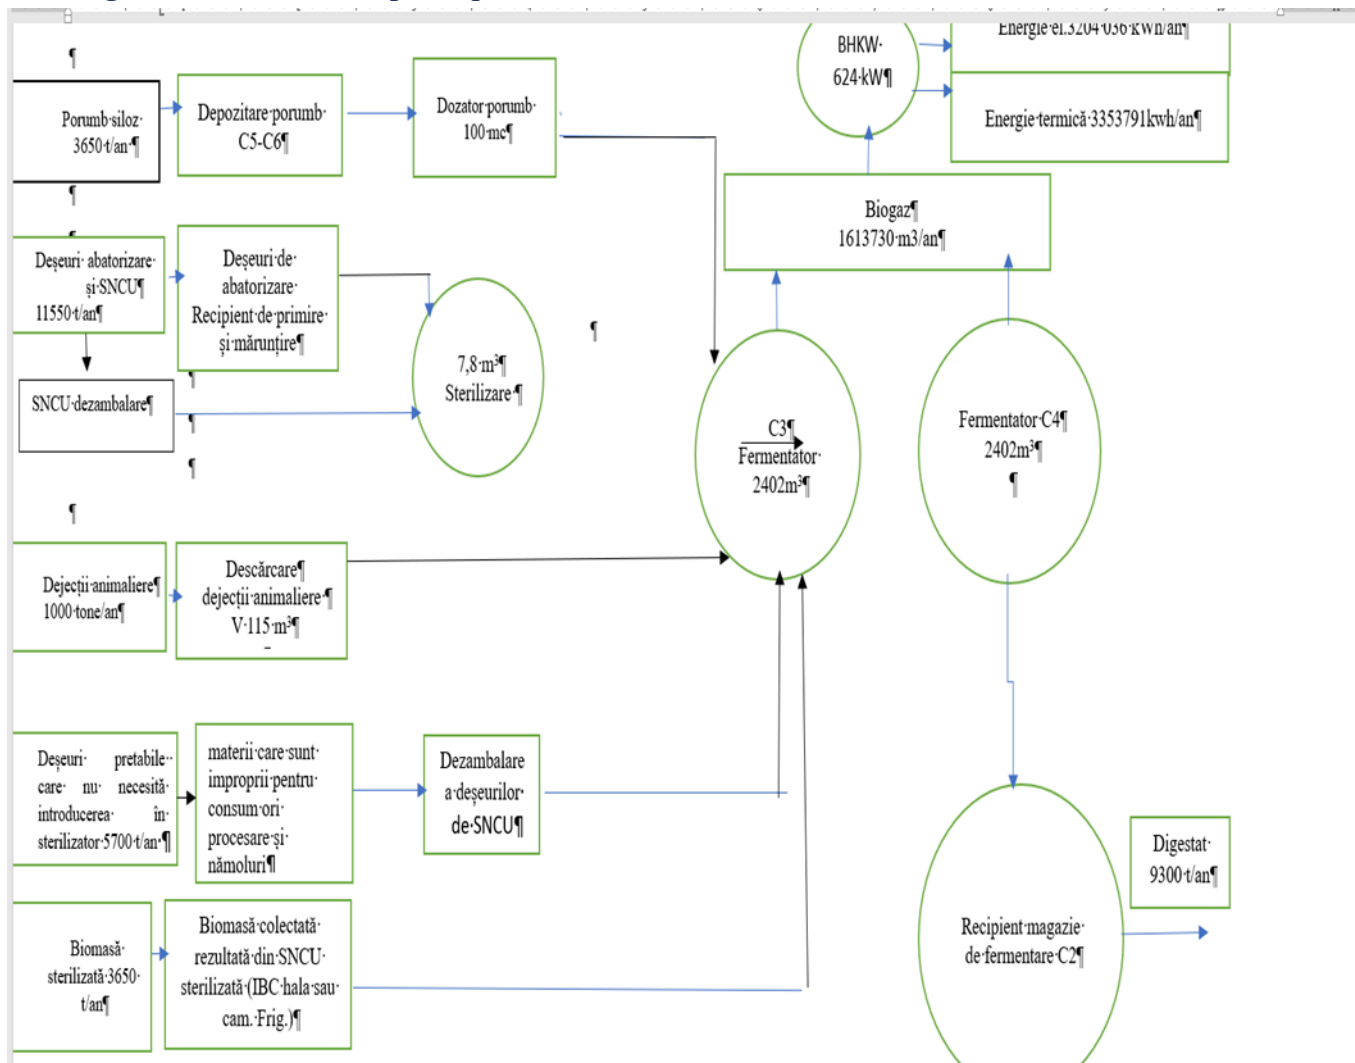 BHKW
624 kW
Energie el.3204 036 kWh/an
Energie termică 3353791kwh/an
Porumb siloz
3650 t/an
Depozitare porumb
C5-C6
Dozator porumb
100 mc
Biogaz
1613730 m3/an
Deșeuri abatorizare
și SNCU
11550 t/an
Deșeuri de
abatorizare
Recipient de primire
și mărunțire
7,8 m³
Sterilizare
SNCU dezambalare
C3
Fermentator
2402m³
Fermentator C4
2402m³
Dejecții animaliere
1000 tone/an
Descărcare
dejecții animaliere
V 115 m³
Deșeuri pretabile
care nu necesită
introducerea în
sterilizator 5700 t/an
materii care sunt
improprii pentru
consum ori
procesare și
nămoluri
Dezambalare
a deșeurilor
de SNCU
Digestat
9300 t/an
Recipient magazie
de fermentare C2
Biomasă
sterilizată 3650
t/an
Biomasă colectată
rezultată din SNCU
sterilizată (IBC hala sau
cam. Frig.)